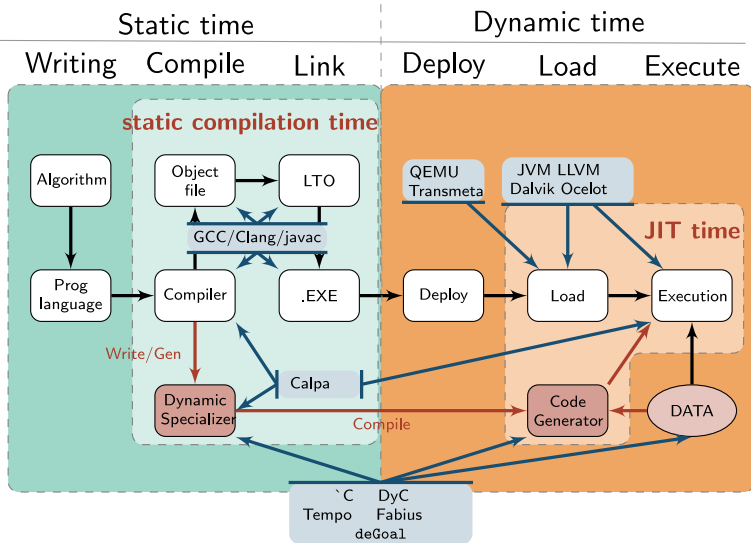 Static time
Dynamic time
Writing
Compile
Link
Deploy
Load
Execute
static compilation time
Algorithm
Object
file
LTO
QEMU
Transmeta
JVM LLVM
Dalvik Ocelot
GCC/Clang/javac
JIT time
Prog
language
Compiler
.EXE
Deploy
Load
Execution
Write/Gen
Calpa
Dynamic
Specializer
Compile
Code
Generator
DATA
`C DyC
Tempo Fabius
deGoal